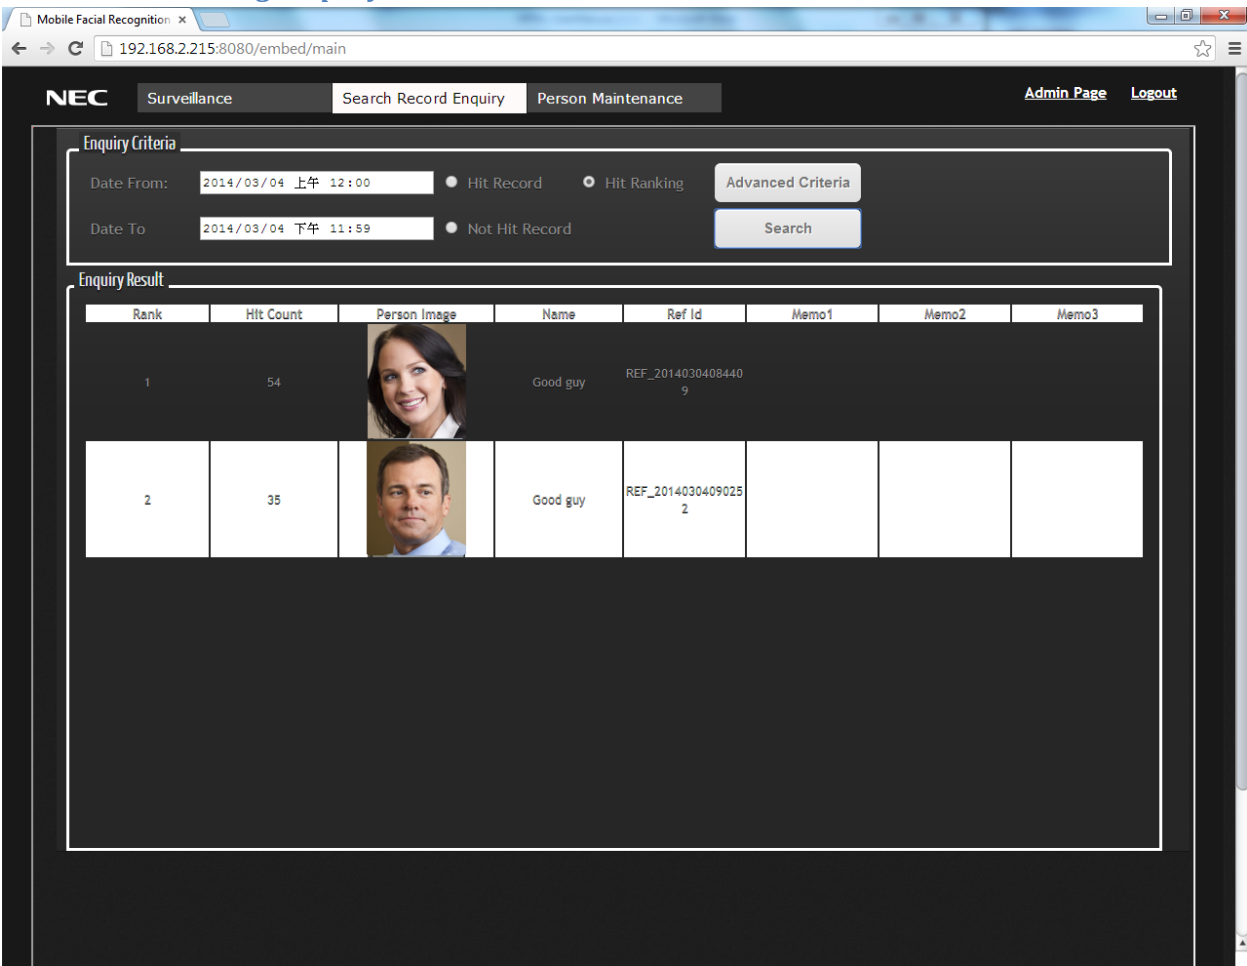 Mobile Facial Recognition ×
192.168.2.215:8080/embed/main
NEC Surveillance Search Record Enquiry Person Maintenance Admin Page Logout
Enquiry Criteria
Date From: 2014/03/04 上午 12:00 Hit Record Hit Ranking Advanced Criteria
Date To 2014/03/04 下午 11:59 Not Hit Record Search
Enquiry Result
Rank Hit Count Person Image Name Ref Id Memo1 Memo2 Memo3
1 54 Good guy REF_2014030408440
9
2 35 Good guy REF_2014030409025
2